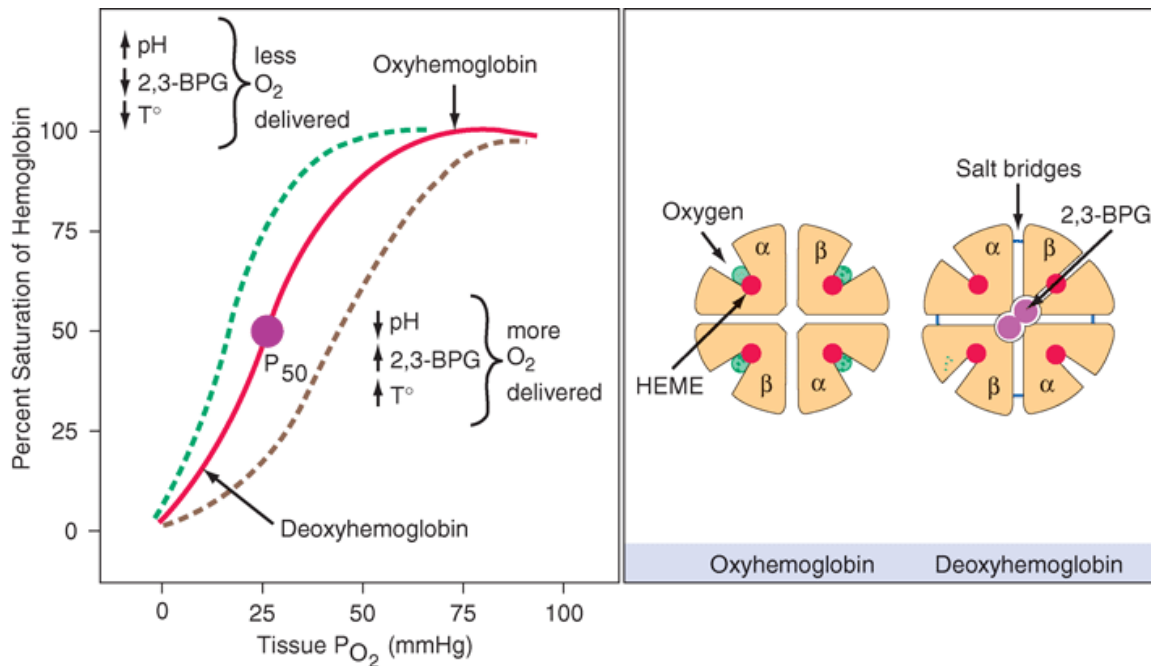 ↑ pH
↓ 2,3-BPG
↓ T°
less
O2
delivered
Oxyhemoglobin
Percent Saturation of Hemoglobin
100
75
50
25
0
P50
↓ pH
↑ 2,3-BPG
↑ T°
more
O2
delivered
Deoxyhemoglobin
0 25 50 75 100
Tissue PO2 (mmHg)
Salt bridges
2,3-BPG
Oxygen
α β
α β
HEME
β α
β α
Oxyhemoglobin Deoxyhemoglobin